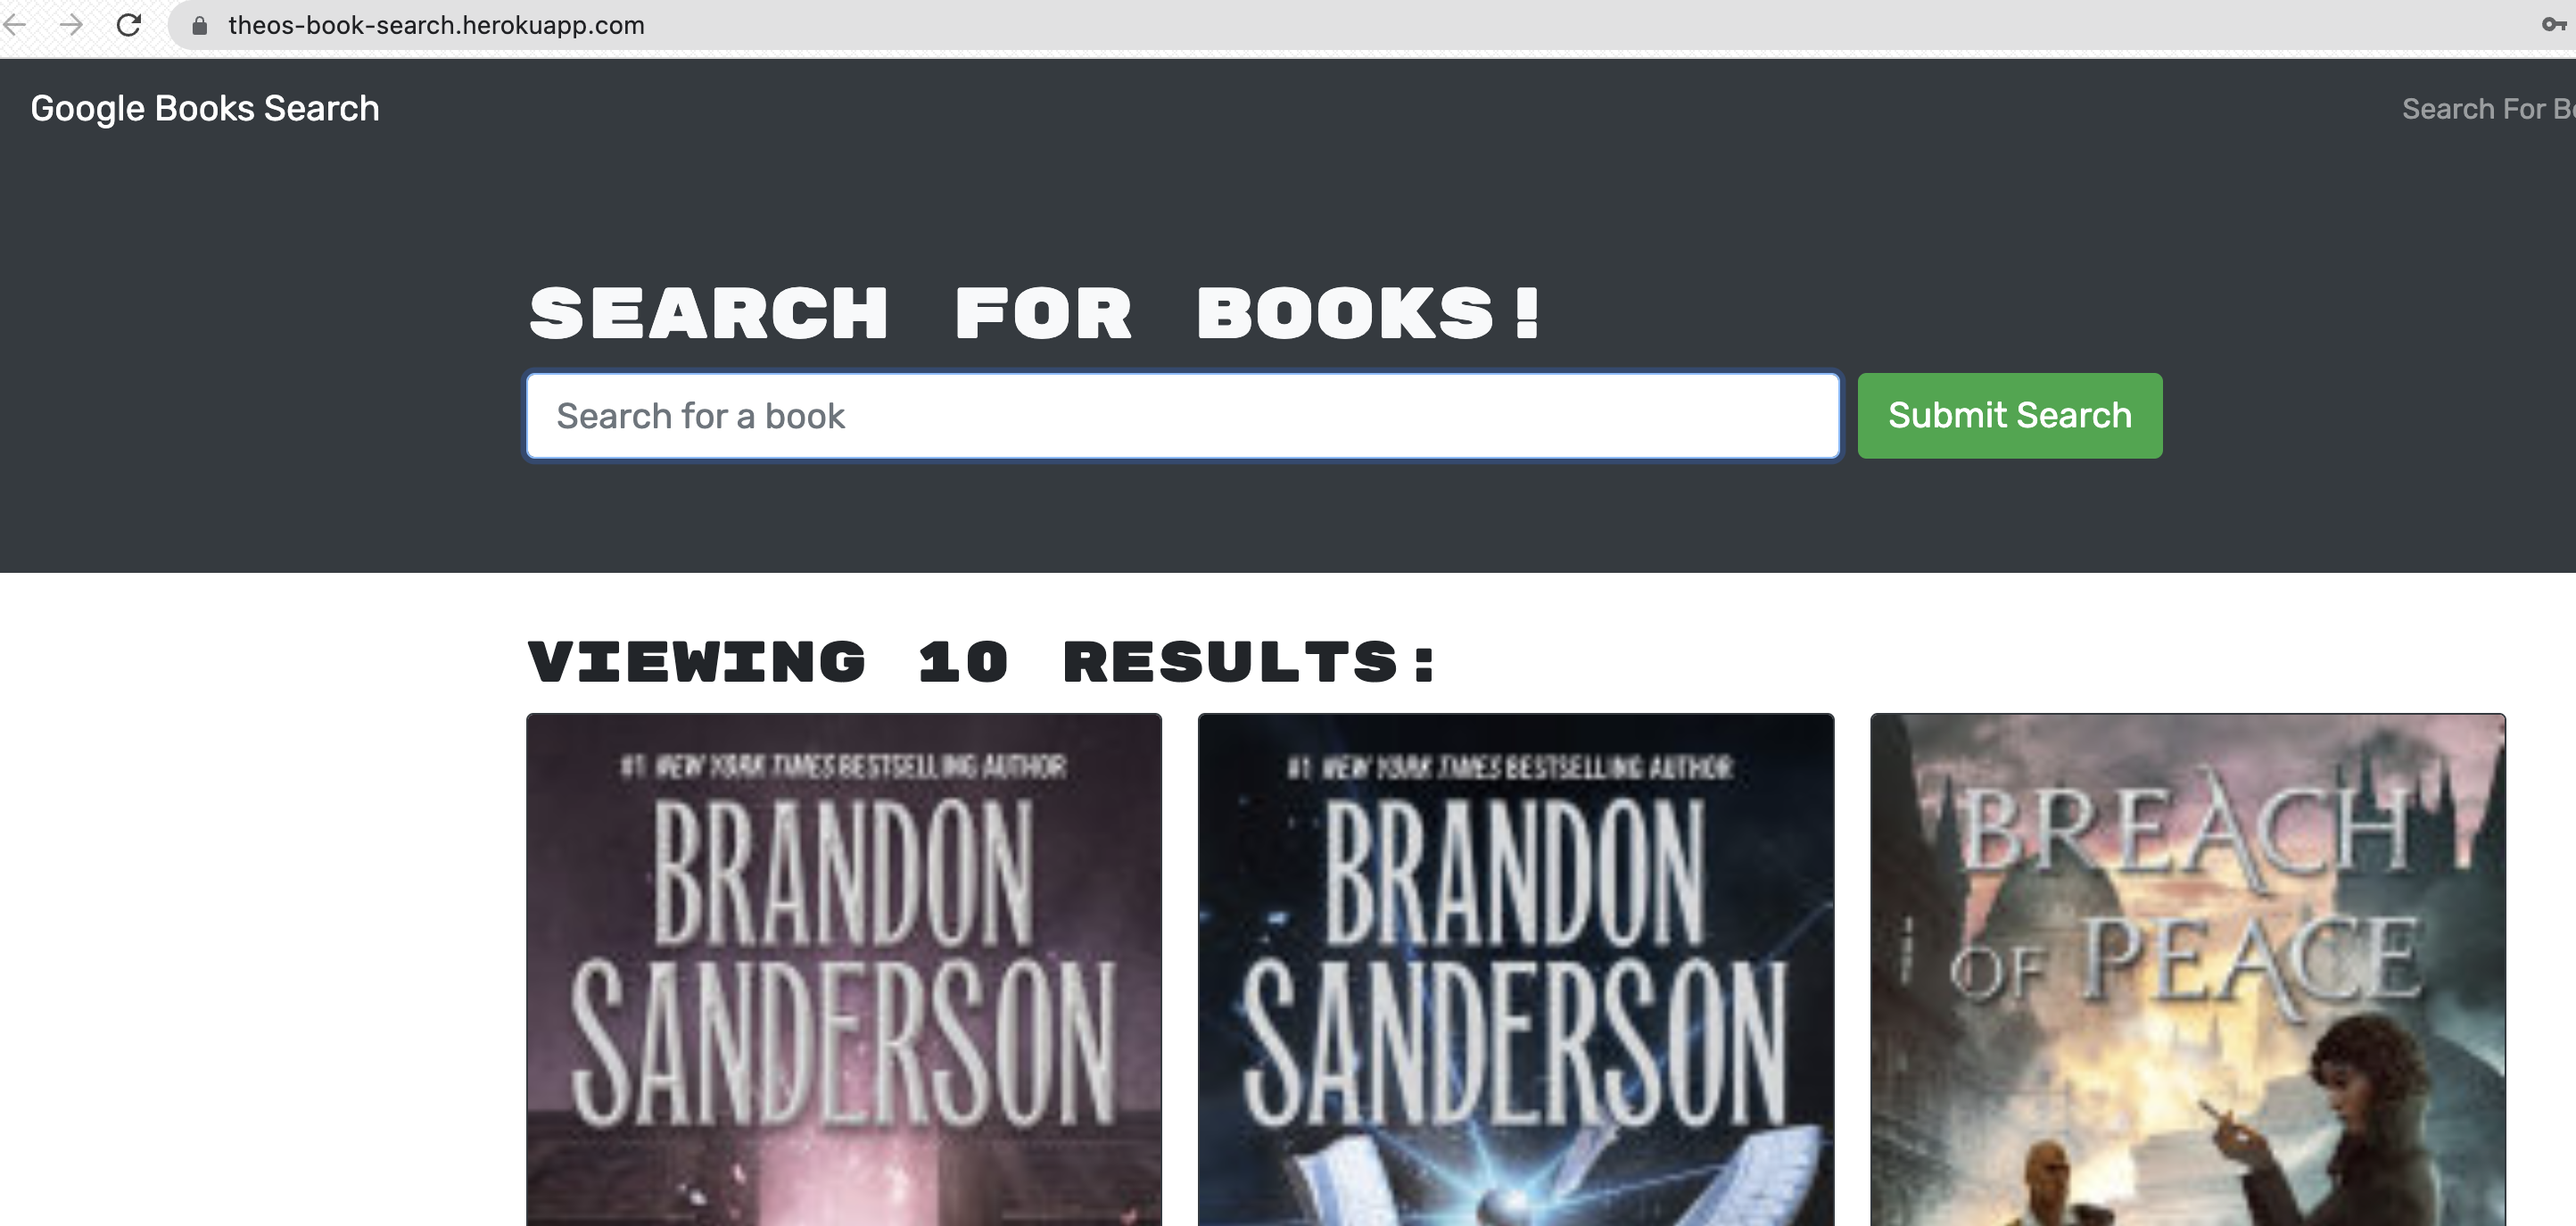 theos-book-search.herokuapp.com
Google Books Search
Search For Bo
SEARCH FOR BOOKS!
Search for a book
Submit Search
VIEWING 10 RESULTS:
#1 NEW YORK TIMES BESTSELLING AUTHOR
BRANDON
SANDERSON
#1 NEW YORK TIMES BESTSELLING AUTHOR
BRANDON
SANDERSON
BREACH
OF PEACE